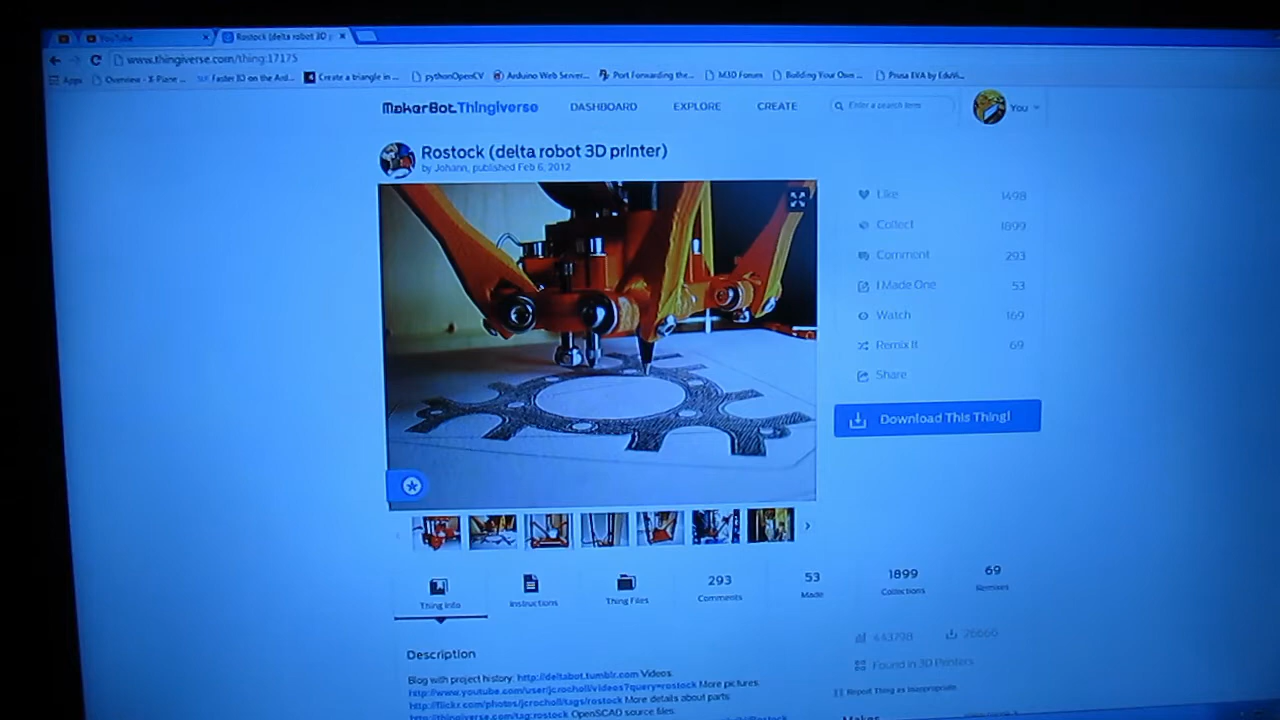 YouTube
Rostock (delta robot 3D p
www.thingiverse.com/thing:17175
Apps
Overview - X-Plane ...
Faster 3D on the Ard...
Create a triangle in ...
pythonOpenCV
Arduino Web Server...
Port Forwarding the...
M3D Forum
Building Your Own ...
Prusa EVA by EduVi...
MakerBot Thingiverse
DASHBOARD
EXPLORE
CREATE
Enter a search term
You
Rostock (delta robot 3D printer)
by Johann, published Feb 6, 2012
Like 1498
Collect 1899
Comment 293
I Made One 53
Watch 169
Remix It 69
Share
Download This Thing!
Thing Info
Instructions
Thing Files
293
Comments
53
Made
1899
Collections
69
Remixes
443798
76666
Found in 3D Printers
Report Thing as Inappropriate
Description
Blog with project history: http://deltabot.tumblr.com Videos:
http://www.youtube.com/user/jcrocholl/videos?query=rostock More pictures:
http://flickr.com/photos/jcrocholl/tags/rostock More details about parts:
http://thingiverse.com/tag:rostock OpenSCAD source files: